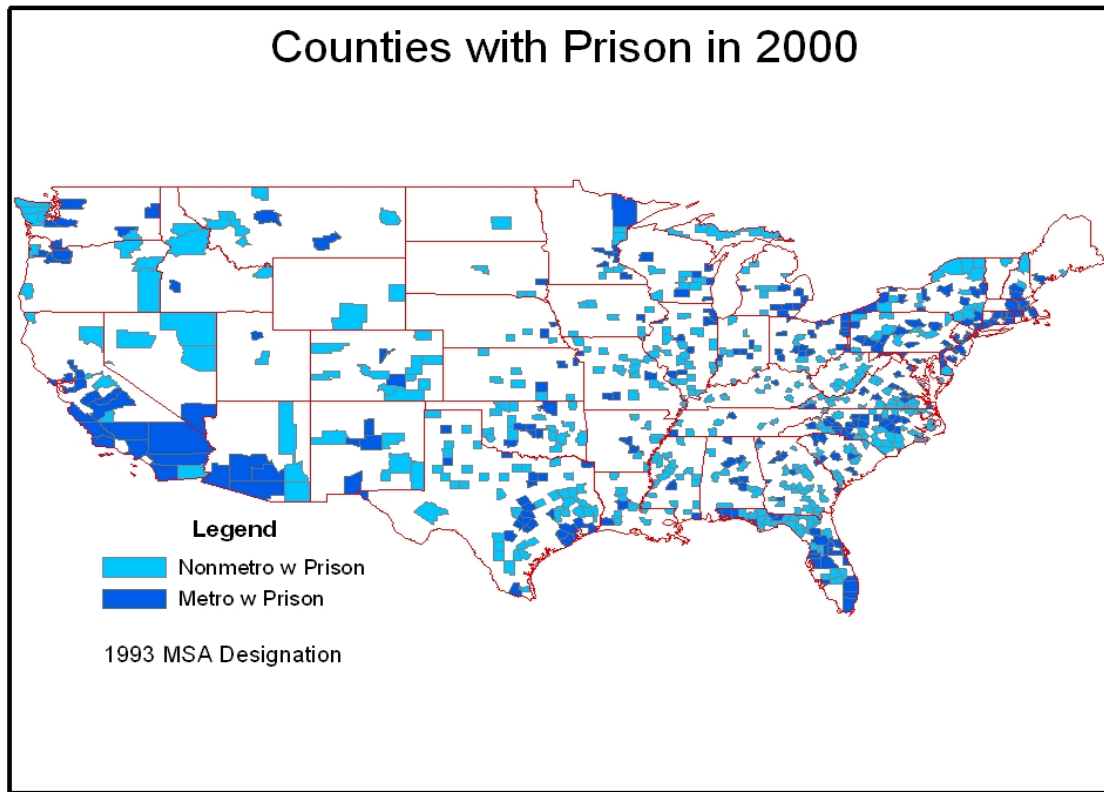 Counties with Prison in 2000
Legend
Nonmetro w Prison
Metro w Prison
1993 MSA Designation